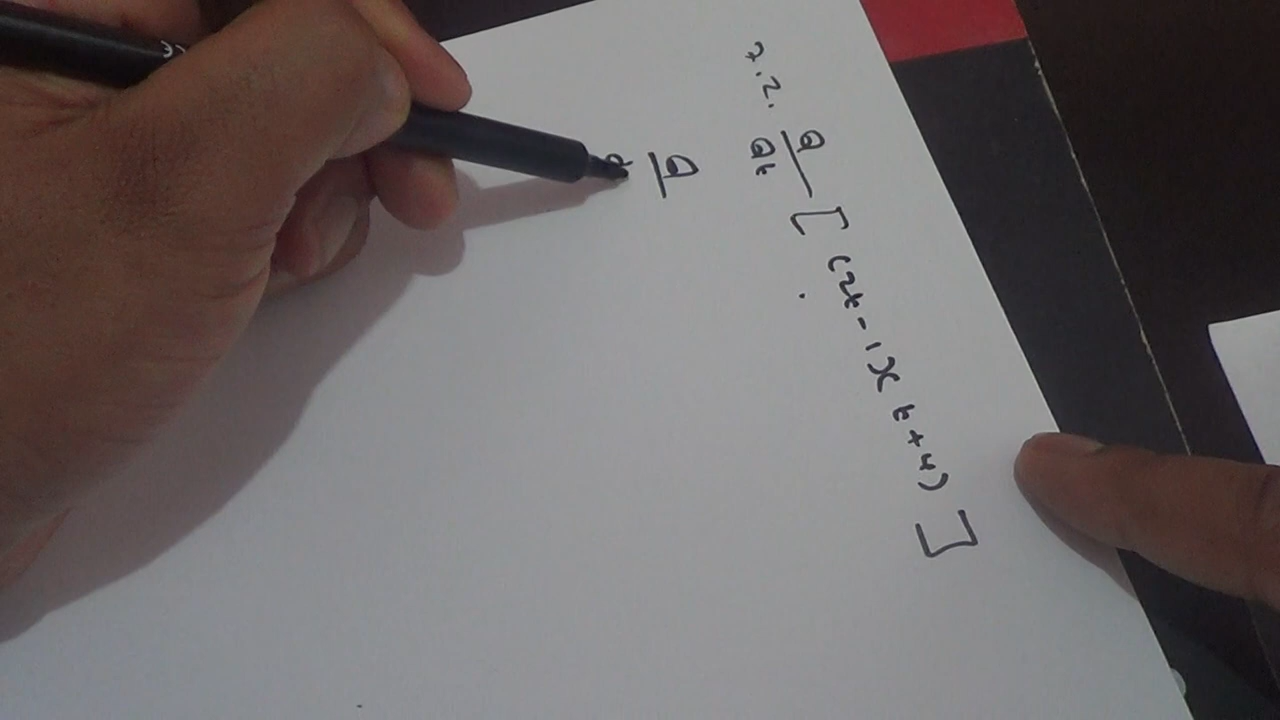 7.2. d/dt [(2t-1)(t+4)]
d/d